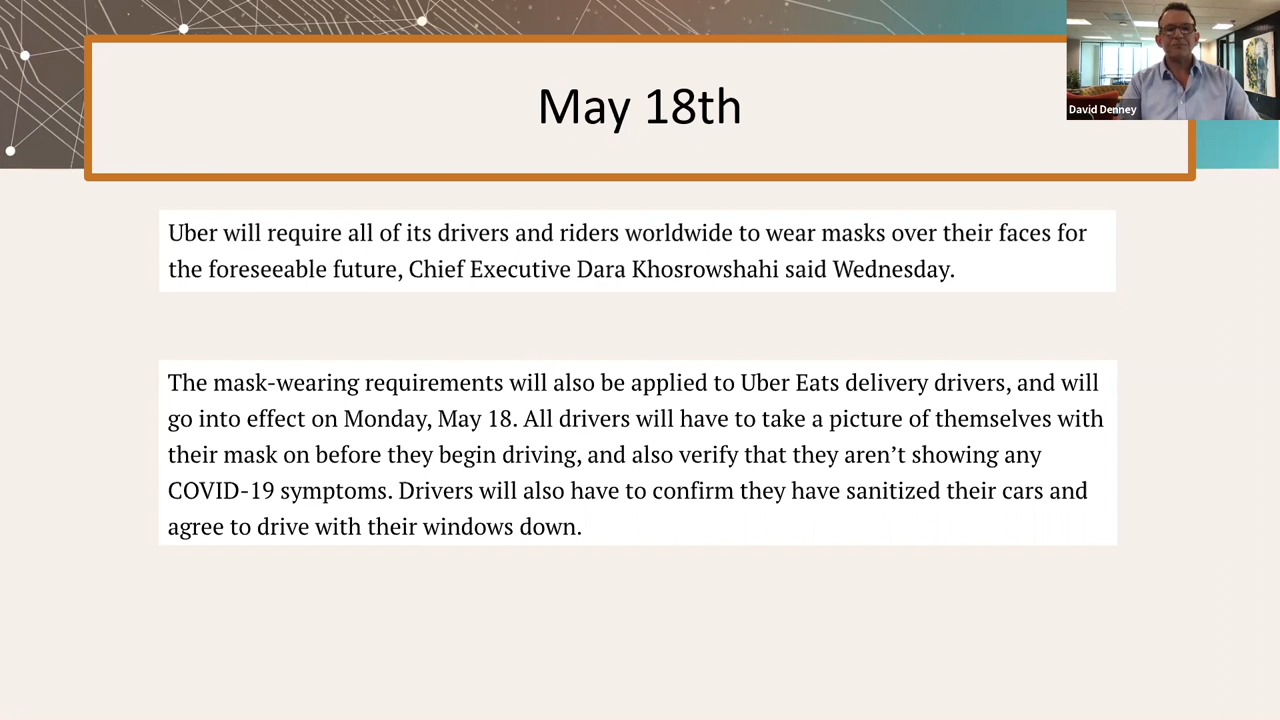 May 18th
David Denney
Uber will require all of its drivers and riders worldwide to wear masks over their faces for
the foreseeable future, Chief Executive Dara Khosrowshahi said Wednesday.
The mask-wearing requirements will also be applied to Uber Eats delivery drivers, and will
go into effect on Monday, May 18. All drivers will have to take a picture of themselves with
their mask on before they begin driving, and also verify that they aren’t showing any
COVID-19 symptoms. Drivers will also have to confirm they have sanitized their cars and
agree to drive with their windows down.